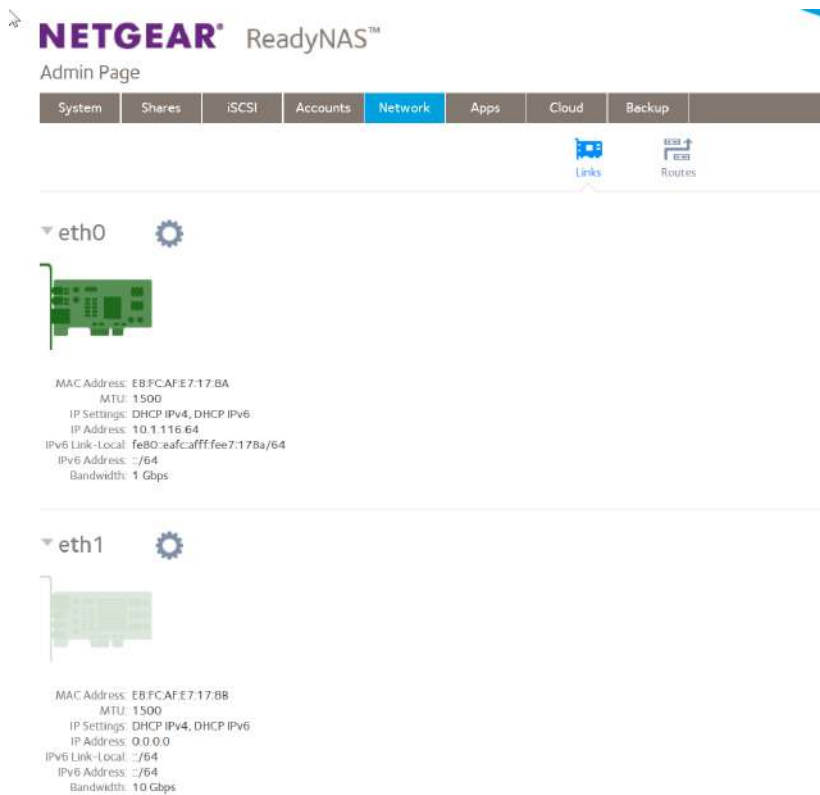 NETGEAR® ReadyNAS™
Admin Page
System Shares iSCSI Accounts Network Apps Cloud Backup
Links Routes
eth0
MAC Address: E8:FC:AF:E7:17:8A
MTU: 1500
IP Settings: DHCP IPv4, DHCP IPv6
IP Address: 10.1.116.64
IPv6 Link-Local: fe80::eafc:afff:fee7:178a/64
IPv6 Address: ::/64
Bandwidth: 1 Gbps
eth1
MAC Address: E8:FC:AF:E7:17:8B
MTU: 1500
IP Settings: DHCP IPv4, DHCP IPv6
IP Address: 0.0.0.0
IPv6 Link-Local: ::/64
IPv6 Address: ::/64
Bandwidth: 10 Gbps